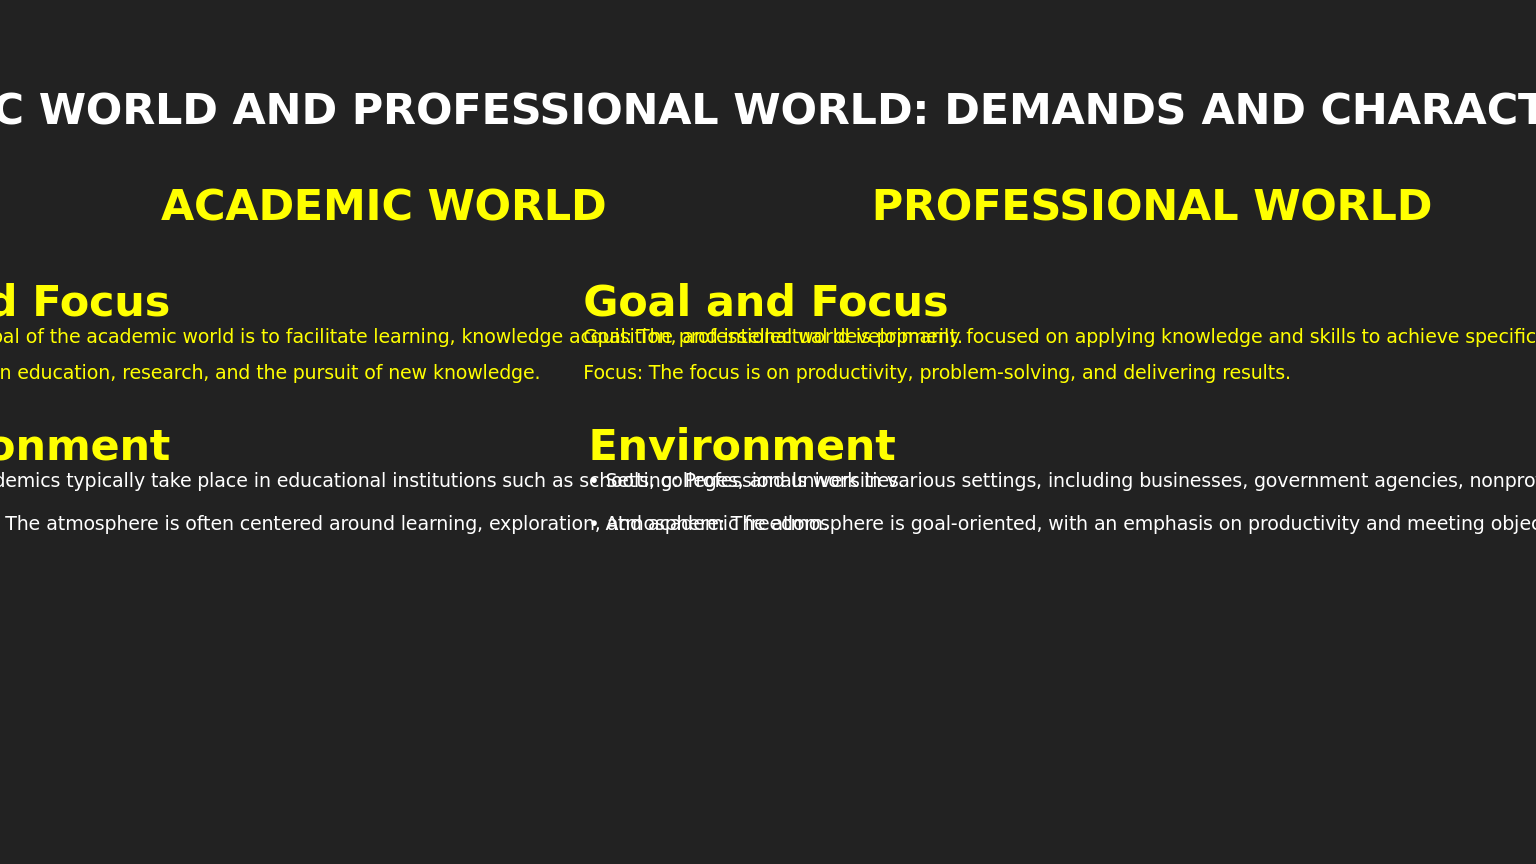 C WORLD AND PROFESSIONAL WORLD: DEMANDS AND CHARACT
ACADEMIC WORLD
PROFESSIONAL WORLD
d Focus
oal of the academic world is to facilitate learning, knowledge acquisition, and intellectual development.
n education, research, and the pursuit of new knowledge.
onment
demics typically take place in educational institutions such as schools, colleges, and universities.
The atmosphere is often centered around learning, exploration, and academic freedom.
Goal and Focus
Goal: The professional world is primarily focused on applying knowledge and skills to achieve specific
Focus: The focus is on productivity, problem-solving, and delivering results.
Environment
• Setting: Professionals work in various settings, including businesses, government agencies, nonpro
• Atmosphere: The atmosphere is goal-oriented, with an emphasis on productivity and meeting objec